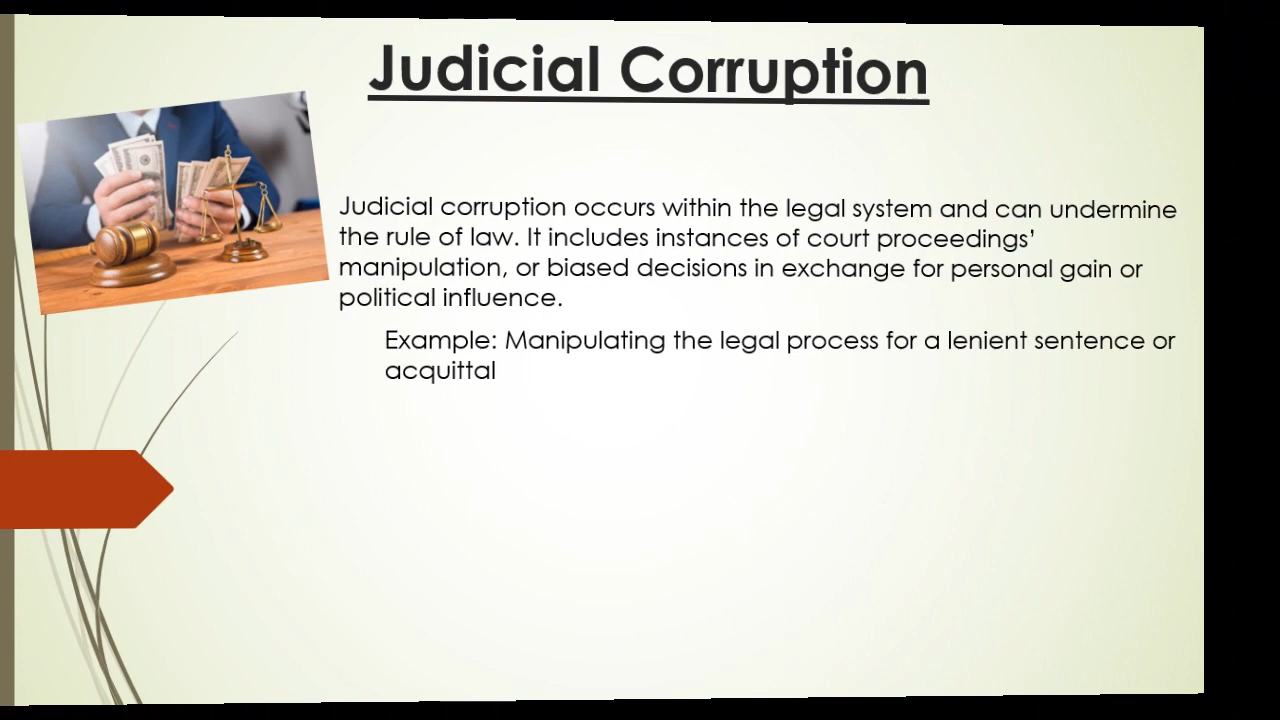 Judicial Corruption
Judicial corruption occurs within the legal system and can undermine
the rule of law. It includes instances of court proceedings’
manipulation, or biased decisions in exchange for personal gain or
political influence.
Example: Manipulating the legal process for a lenient sentence or
acquittal